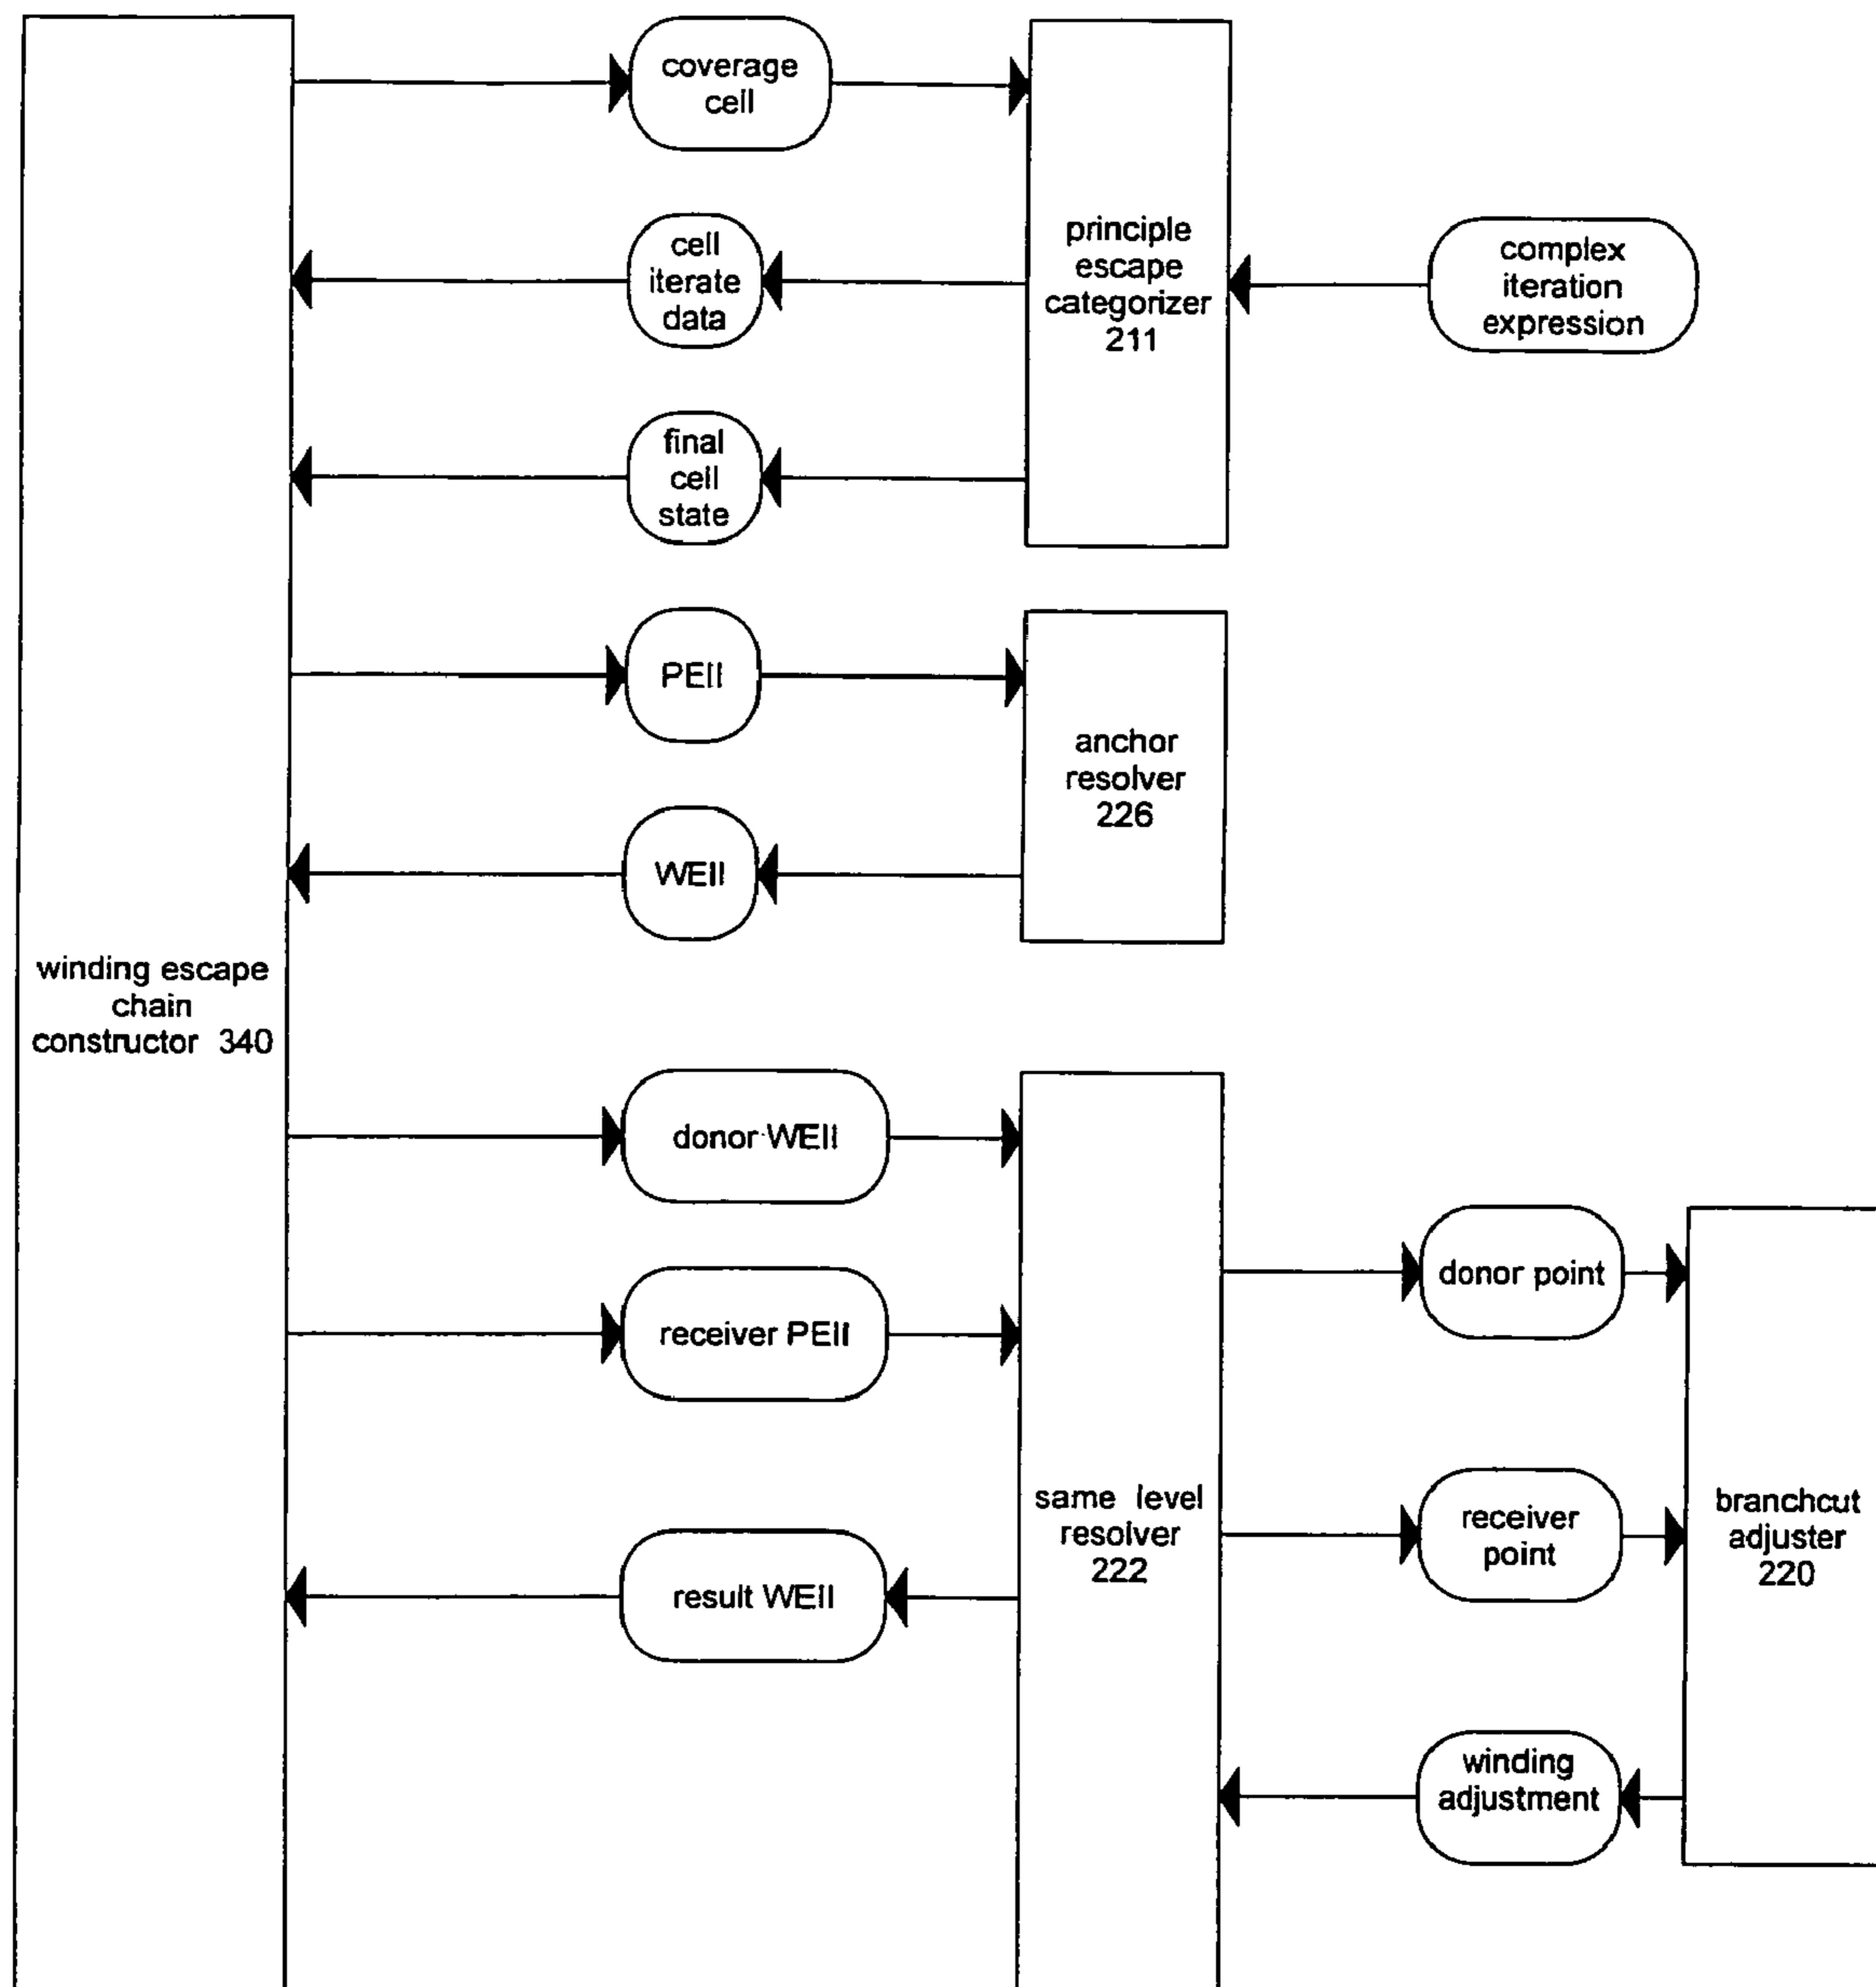 coverage
cell
cell
iterate
data
principle
escape
categorizer
211
complex
iteration
expression
final
cell
state
PEII
anchor
resolver
226
WEII
winding escape
chain
constructor 340
donor WEII
receiver PEII
donor point
same level
resolver
222
receiver
point
branchcut
adjuster
220
result WEII
winding
adjustment